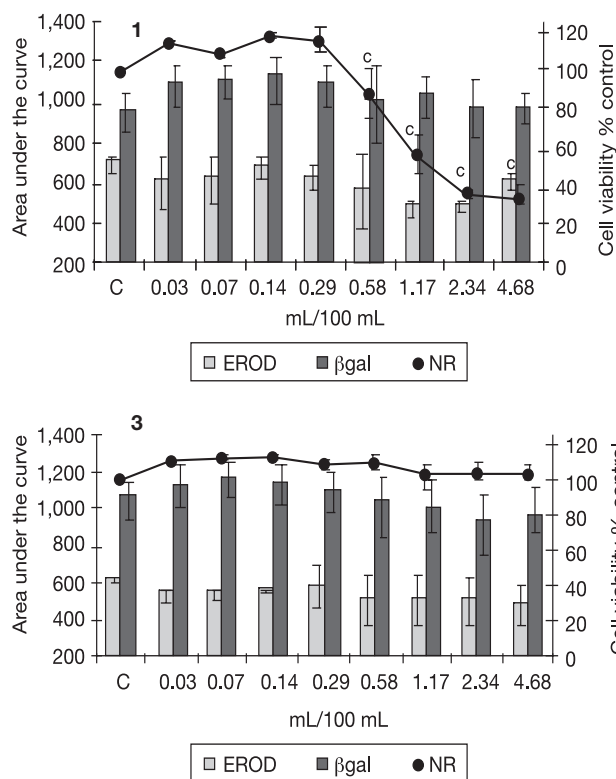 1
Area under the curve
1,400
1,200
1,000
800
600
400
200
c
c
c
c
120
100
80
60
40
20
0
Cell viability % control
C 0.03 0.07 0.14 0.29 0.58 1.17 2.34 4.68
mL/100 mL
EROD βgal NR
3
Area under the curve
1,400
1,200
1,000
800
600
400
200
120
100
80
60
40
20
0
Cell viability % control
C 0.03 0.07 0.14 0.29 0.58 1.17 2.34 4.68
mL/100 mL
EROD βgal NR